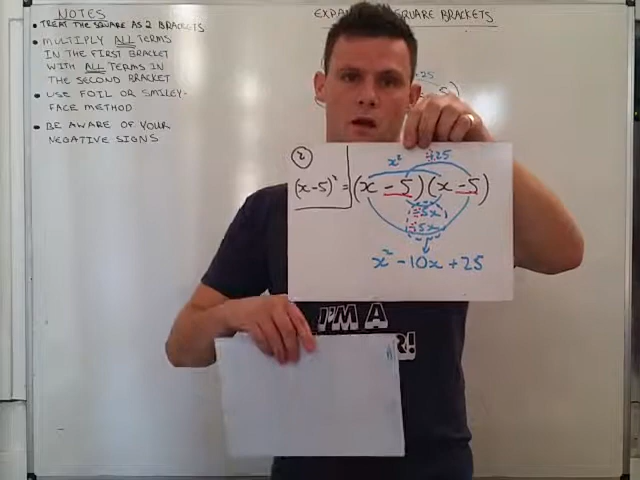 NOTES
• TREAT THE SQUARE AS 2 BRACKETS
• MULTIPLY ALL TERMS
IN THE FIRST BRACKET
WITH ALL TERMS IN
THE SECOND BRACKET
• USE FOIL OR SMILEY-
FACE METHOD
• BE AWARE OF YOUR
NEGATIVE SIGNS
SQUARE BRACKETS
2
x² +25
(x-5)² = (x - 5)(x - 5)
-5x
-5x
x² - 10x + 25
I'M A